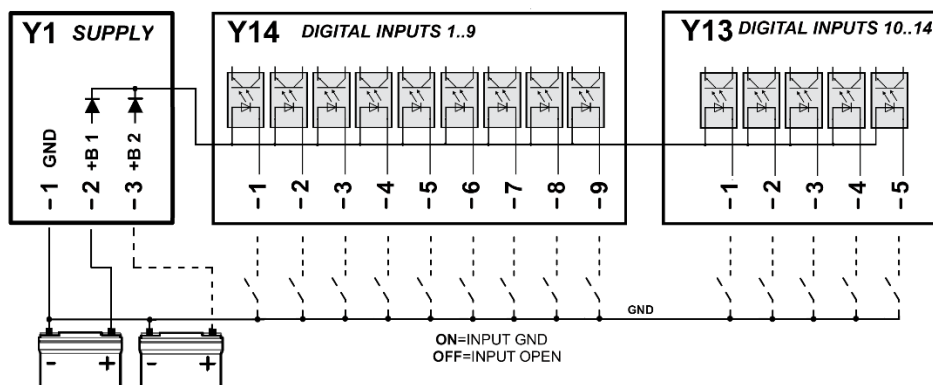 Y1 SUPPLY
GND
+B 1
+B 2
-1
-2
-3
Y14 DIGITAL INPUTS 1..9
-1
-2
-3
-4
-5
-6
-7
-8
-9
Y13 DIGITAL INPUTS 10..14
-1
-2
-3
-4
-5
GND
ON=INPUT GND
OFF=INPUT OPEN
- +
- +